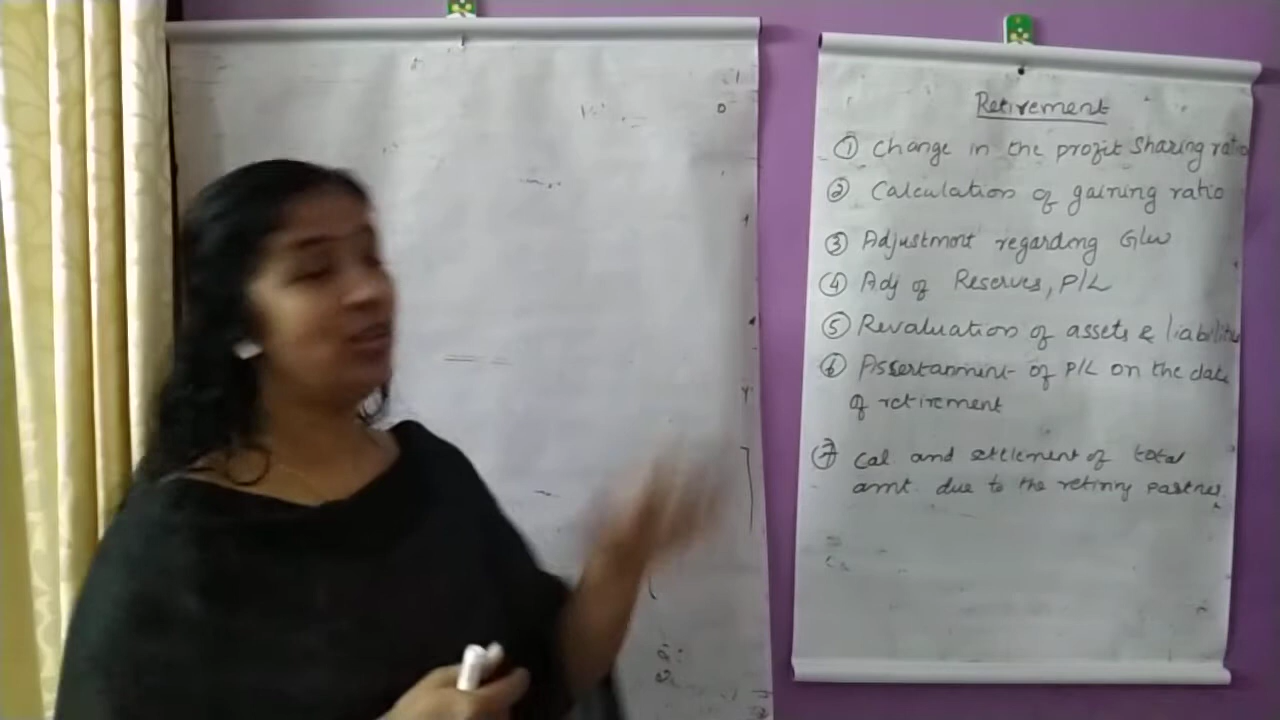 Retirement
① Change in the profit sharing ratio
② Calculation of gaining ratio
③ Adjustment regarding G/w
④ Adj of Reserves, P/L
⑤ Revaluation of assets & liabilities
⑥ Assertainment of P/L on the date
of retirement
⑦ Cal and settlement of total
amt due to the retiring partner